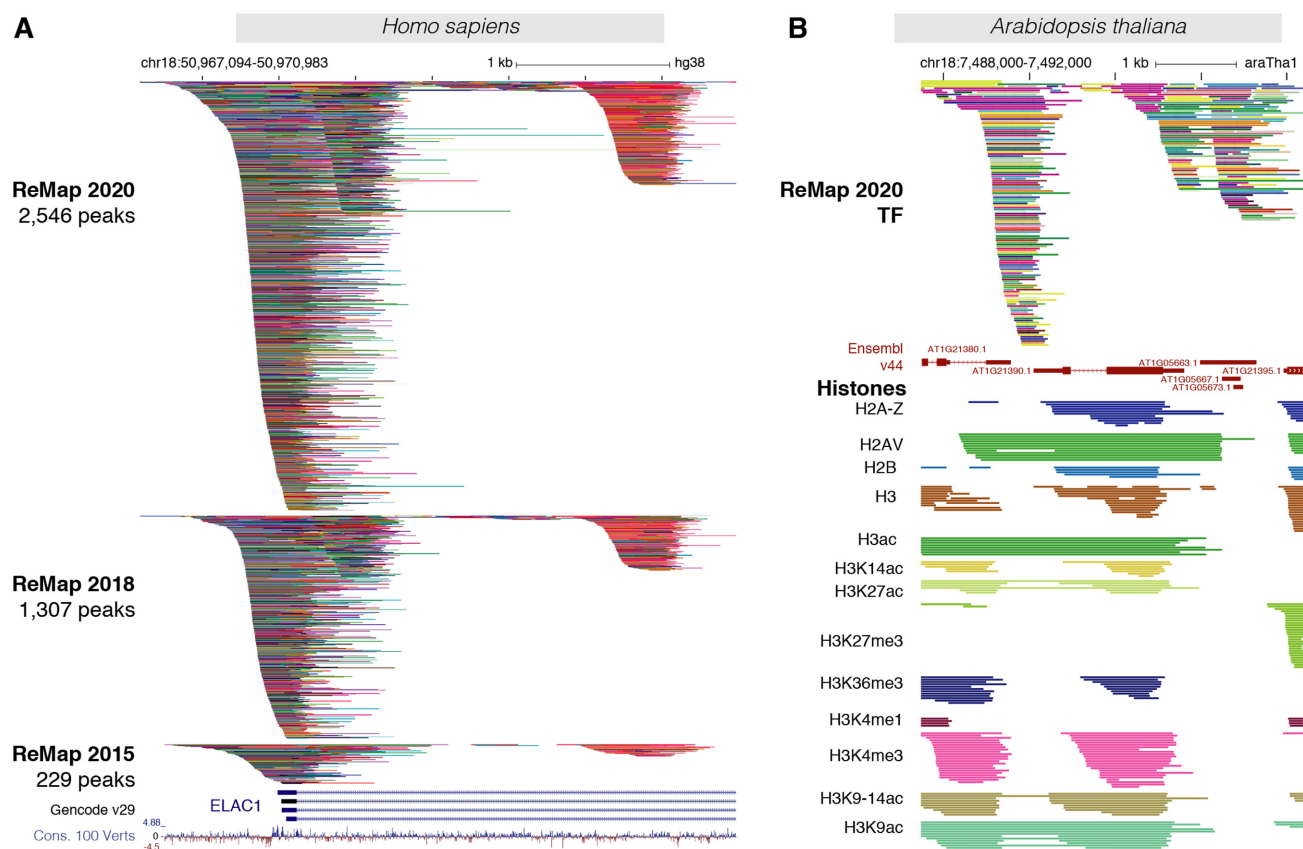 A
Homo sapiens
chr18:50,967,094-50,970,983
1 kb
hg38
ReMap 2020
2,546 peaks
ReMap 2018
1,307 peaks
ReMap 2015
229 peaks
Gencode v29
ELAC1
4.88_
Cons. 100 Verts
0
-4.5
B
Arabidopsis thaliana
chr18:7,488,000-7,492,000
1 kb
araTha1
ReMap 2020
TF
Ensembl
v44
AT1G21380.1
AT1G21390.1
AT1G05663.1
AT1G05667.1
AT1G05673.1
AT1G21395.1
Histones
H2A-Z
H2AV
H2B
H3
H3ac
H3K14ac
H3K27ac
H3K27me3
H3K36me3
H3K4me1
H3K4me3
H3K9-14ac
H3K9ac